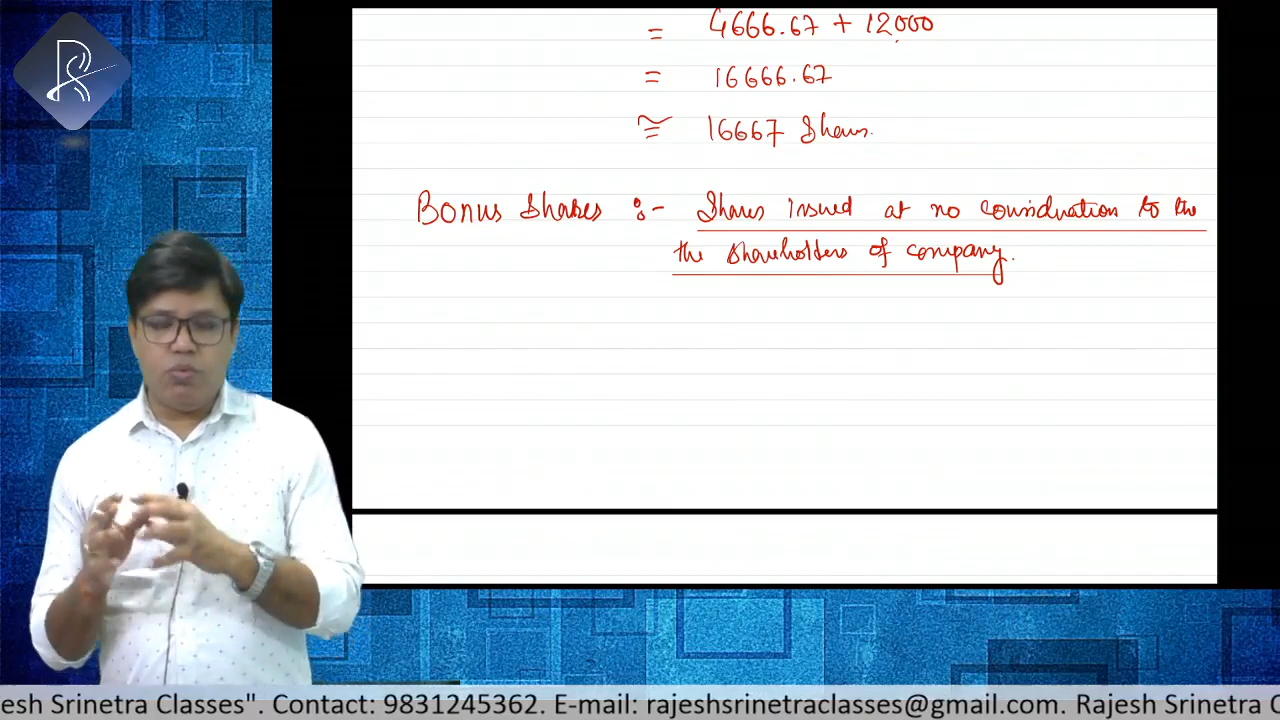 = 4666.67 + 12000
= 16666.67
≅ 16667 Shares.
Bonus Shares :- Shares issued at no consideration to the
the shareholders of company.
RS
esh Srinetra Classes". Contact: 9831245362. E-mail: rajeshsrinetraclasses@gmail.com. Rajesh Srinetra C